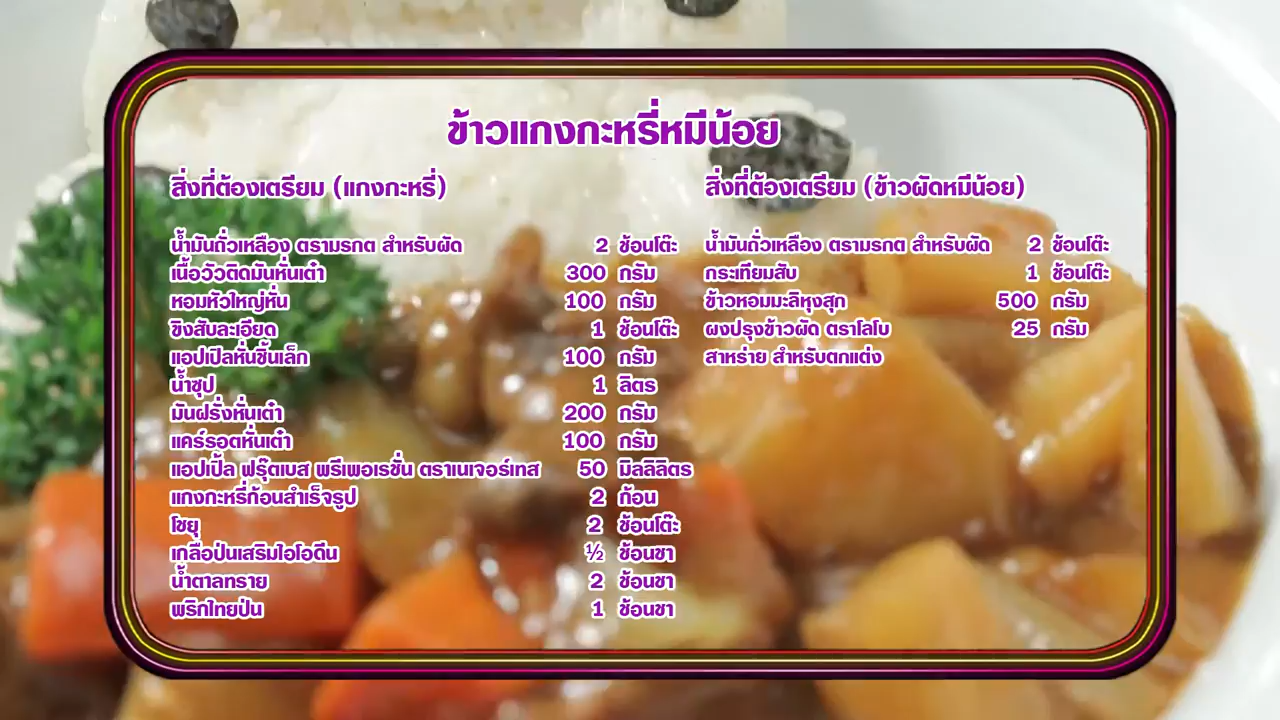 ข้าวแกงกะหรี่หมีน้อย
สิ่งที่ต้องเตรียม (แกงกะหรี่)
น้ำมันถั่วเหลือง ตรามรกต สำหรับผัด 2 ช้อนโต๊ะ
เนื้อวัวติดมันหั่นเต๋า 300 กรัม
หอมหัวใหญ่หั่น 100 กรัม
ขิงสับละเอียด 1 ช้อนโต๊ะ
แอปเปิลหั่นชิ้นเล็ก 100 กรัม
น้ำซุป 1 ลิตร
มันฝรั่งหั่นเต๋า 200 กรัม
แคร์รอตหั่นเต๋า 100 กรัม
แอปเปิ้ล ฟรุ๊ตเบส พรีเพอเรชั่น ตราเนเจอร์เทส 50 มิลลิลิตร
แกงกะหรี่ก้อนสำเร็จรูป 2 ก้อน
โชยุ 2 ช้อนโต๊ะ
เกลือป่นเสริมไอโอดีน ½ ช้อนชา
น้ำตาลทราย 2 ช้อนชา
พริกไทยป่น 1 ช้อนชา
สิ่งที่ต้องเตรียม (ข้าวผัดหมีน้อย)
น้ำมันถั่วเหลือง ตรามรกต สำหรับผัด 2 ช้อนโต๊ะ
กระเทียมสับ 1 ช้อนโต๊ะ
ข้าวหอมมะลิหุงสุก 500 กรัม
ผงปรุงข้าวผัด ตราโลโบ 25 กรัม
สาหร่าย สำหรับตกแต่ง